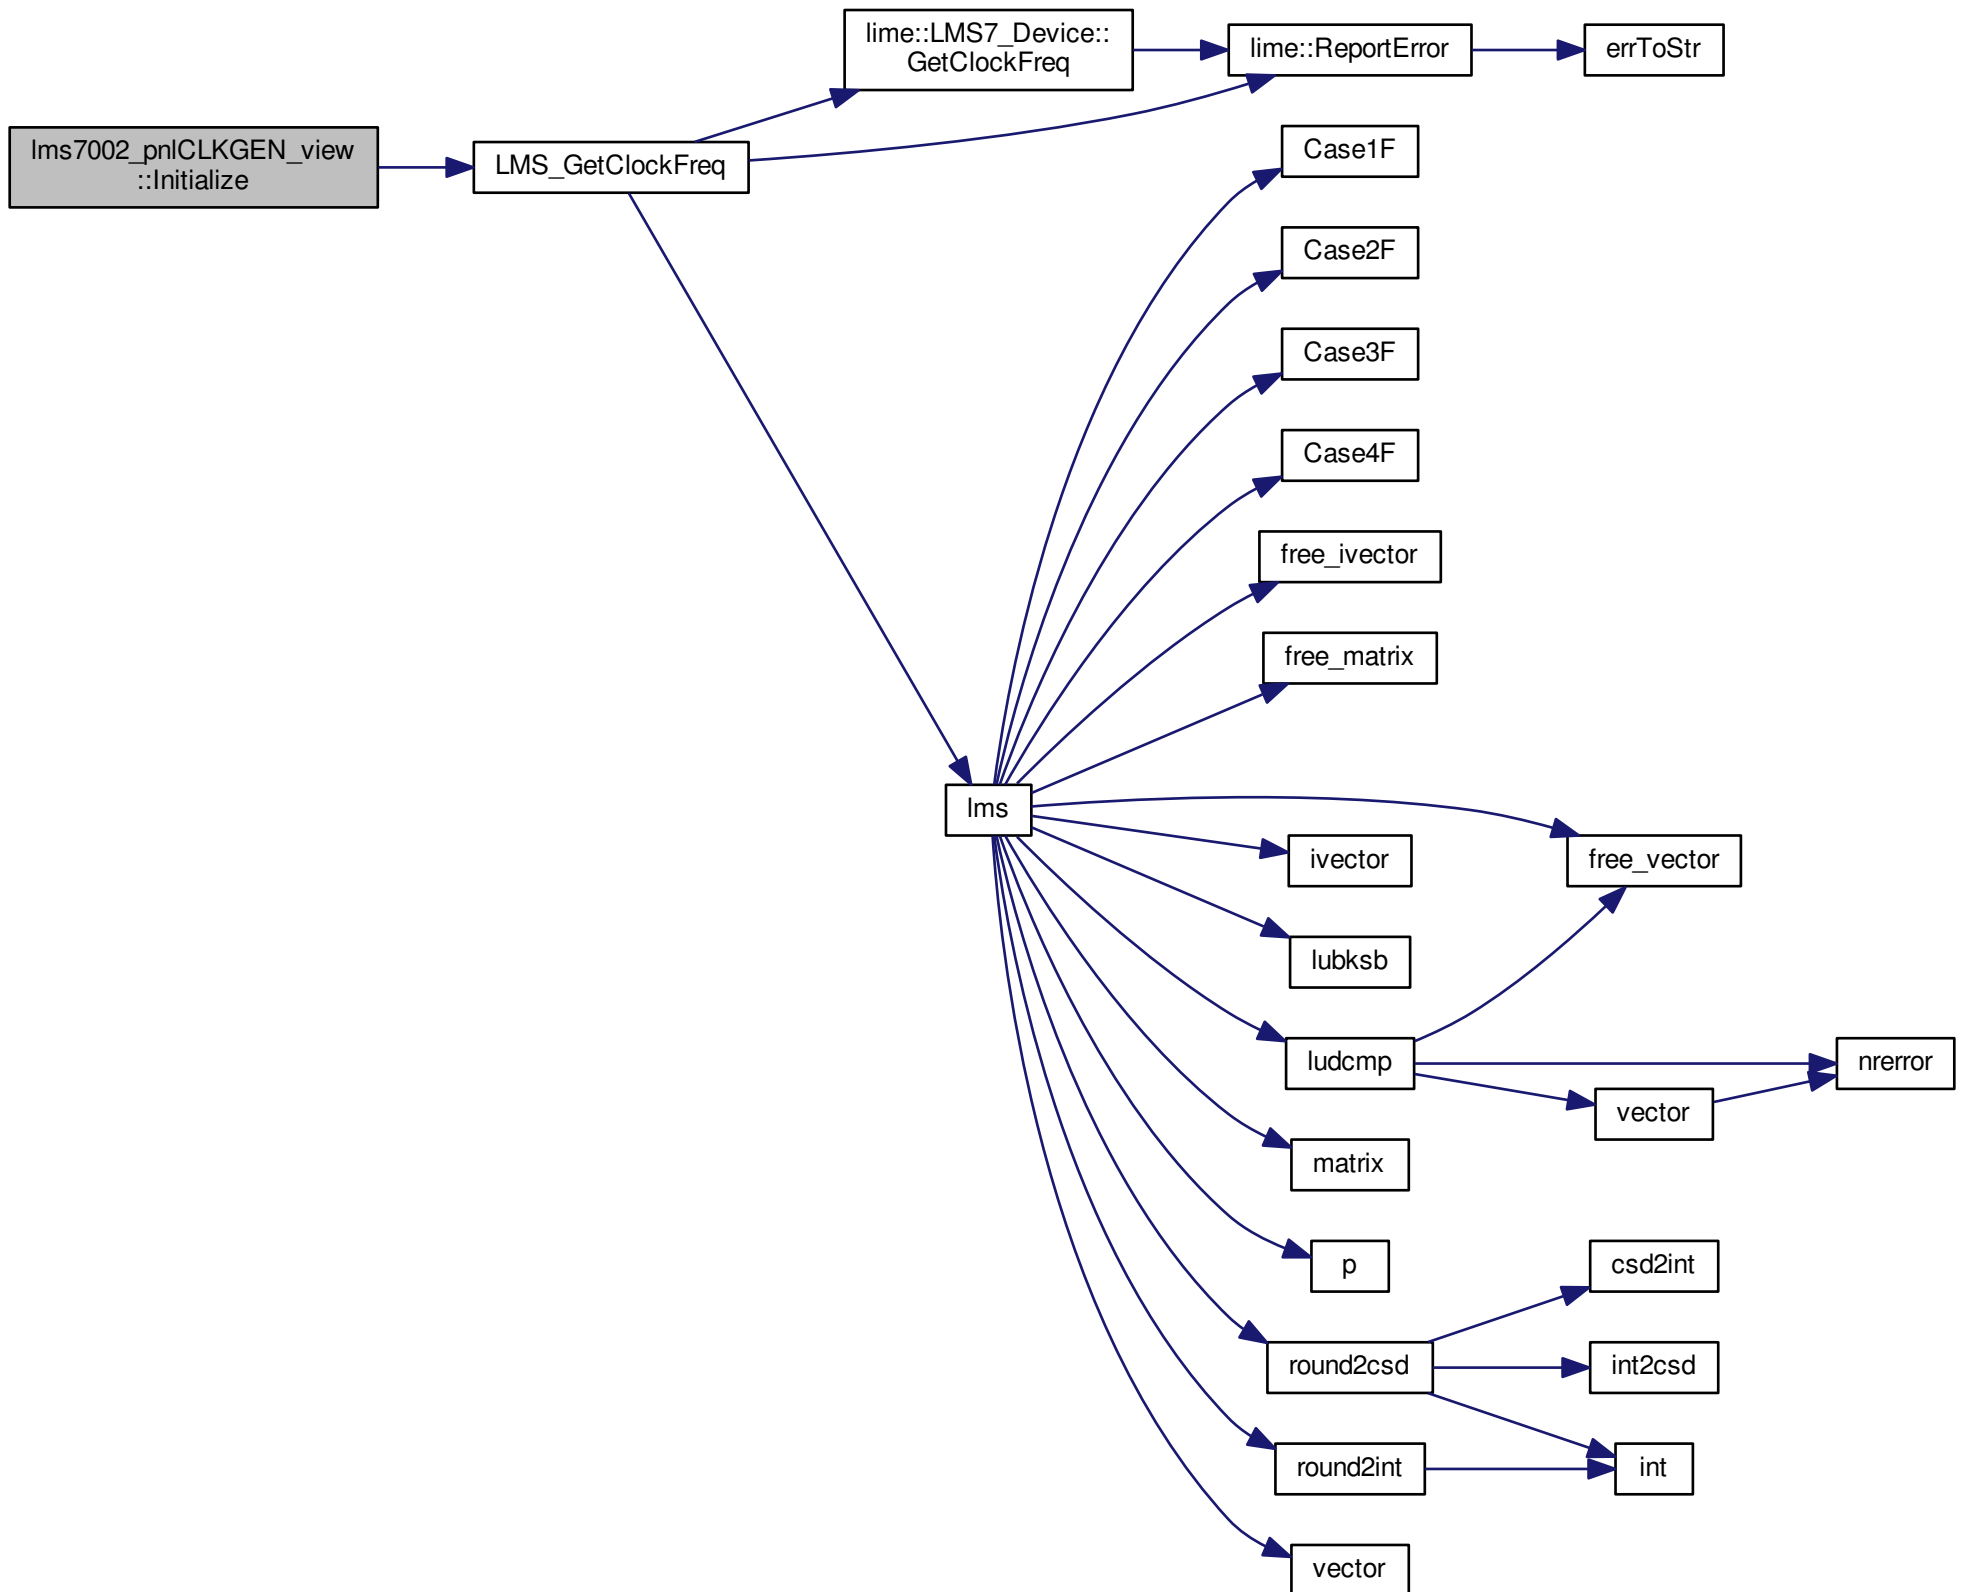 lime::LMS7_Device::
GetClockFreq
lime::ReportError
errToStr
lms7002_pnlCLKGEN_view
::Initialize
LMS_GetClockFreq
Case1F
Case2F
Case3F
Case4F
free_ivector
free_matrix
lms
ivector
free_vector
lubksb
ludcmp
nrerror
vector
matrix
p
csd2int
round2csd
int2csd
round2int
int
vector